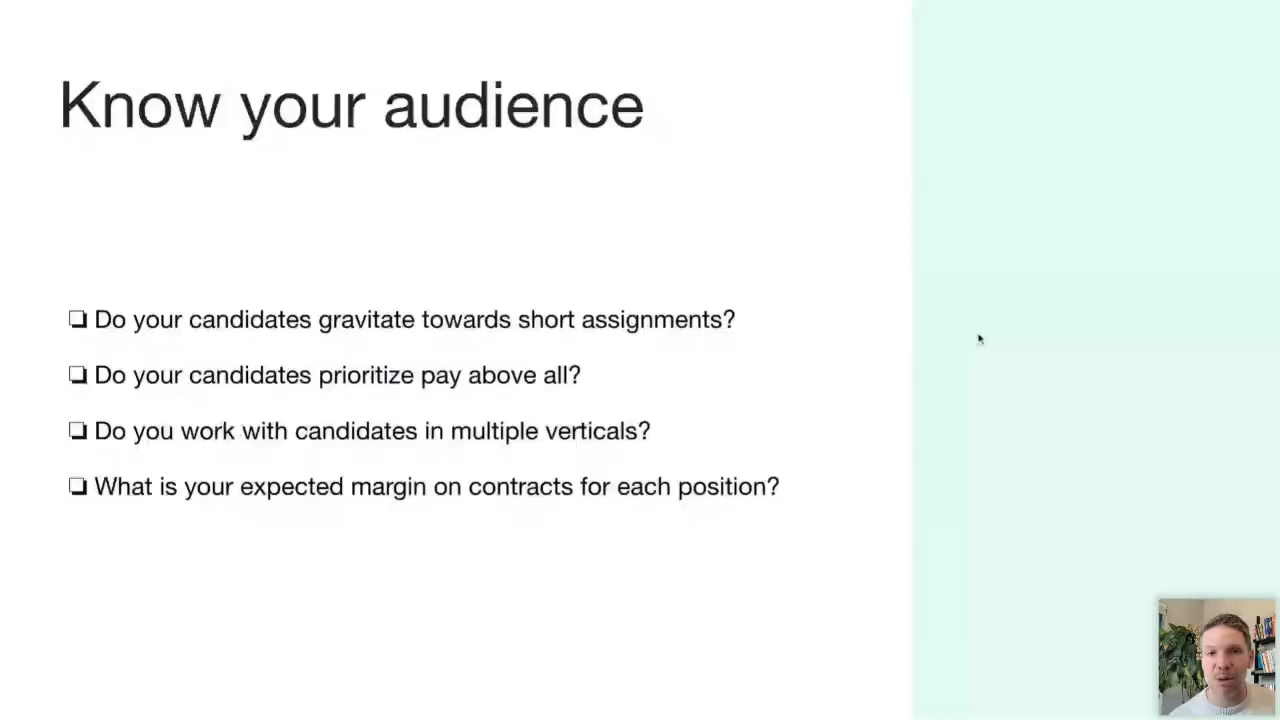 Know your audience
❏ Do your candidates gravitate towards short assignments?
❏ Do your candidates prioritize pay above all?
❏ Do you work with candidates in multiple verticals?
❏ What is your expected margin on contracts for each position?